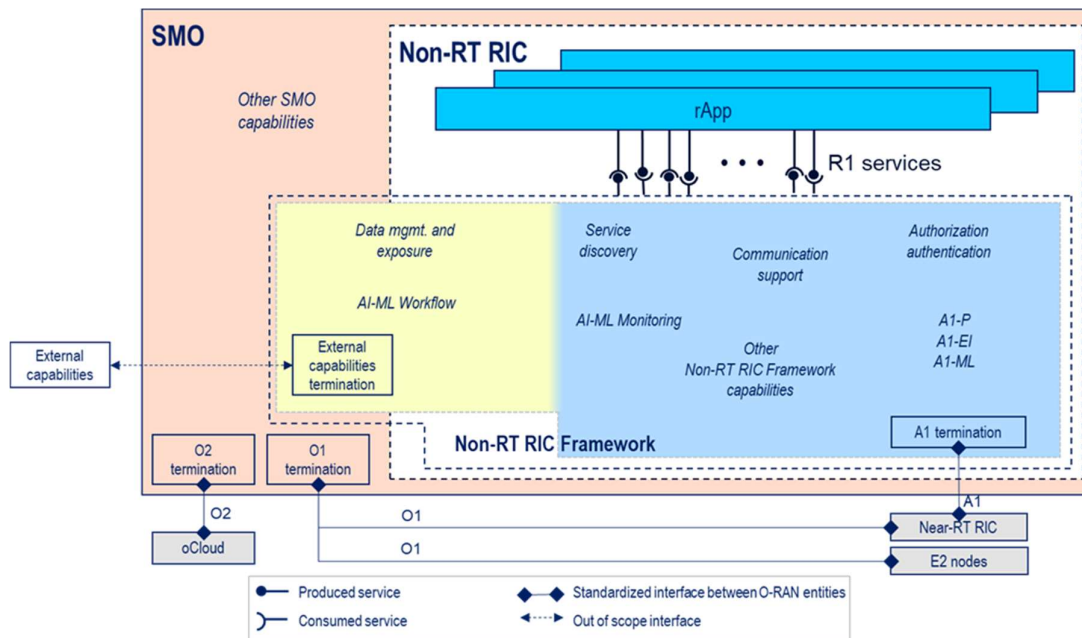 SMO
Non-RT RIC
Other SMO
capabilities
rApp
R1 services
Data mgmt. and
exposure
Service
discovery
Communication
support
Authorization
authentication
AI-ML Workflow
AI-ML Monitoring
A1-P
A1-EI
A1-ML
External
capabilities
External
capabilities
termination
Other
Non-RT RIC Framework
capabilities
O2
termination
O1
termination
Non-RT RIC Framework
A1 termination
O2
O1
A1
oCloud
Near-RT RIC
O1
E2 nodes
Produced service
Standardized interface between O-RAN entities
Consumed service
Out of scope interface